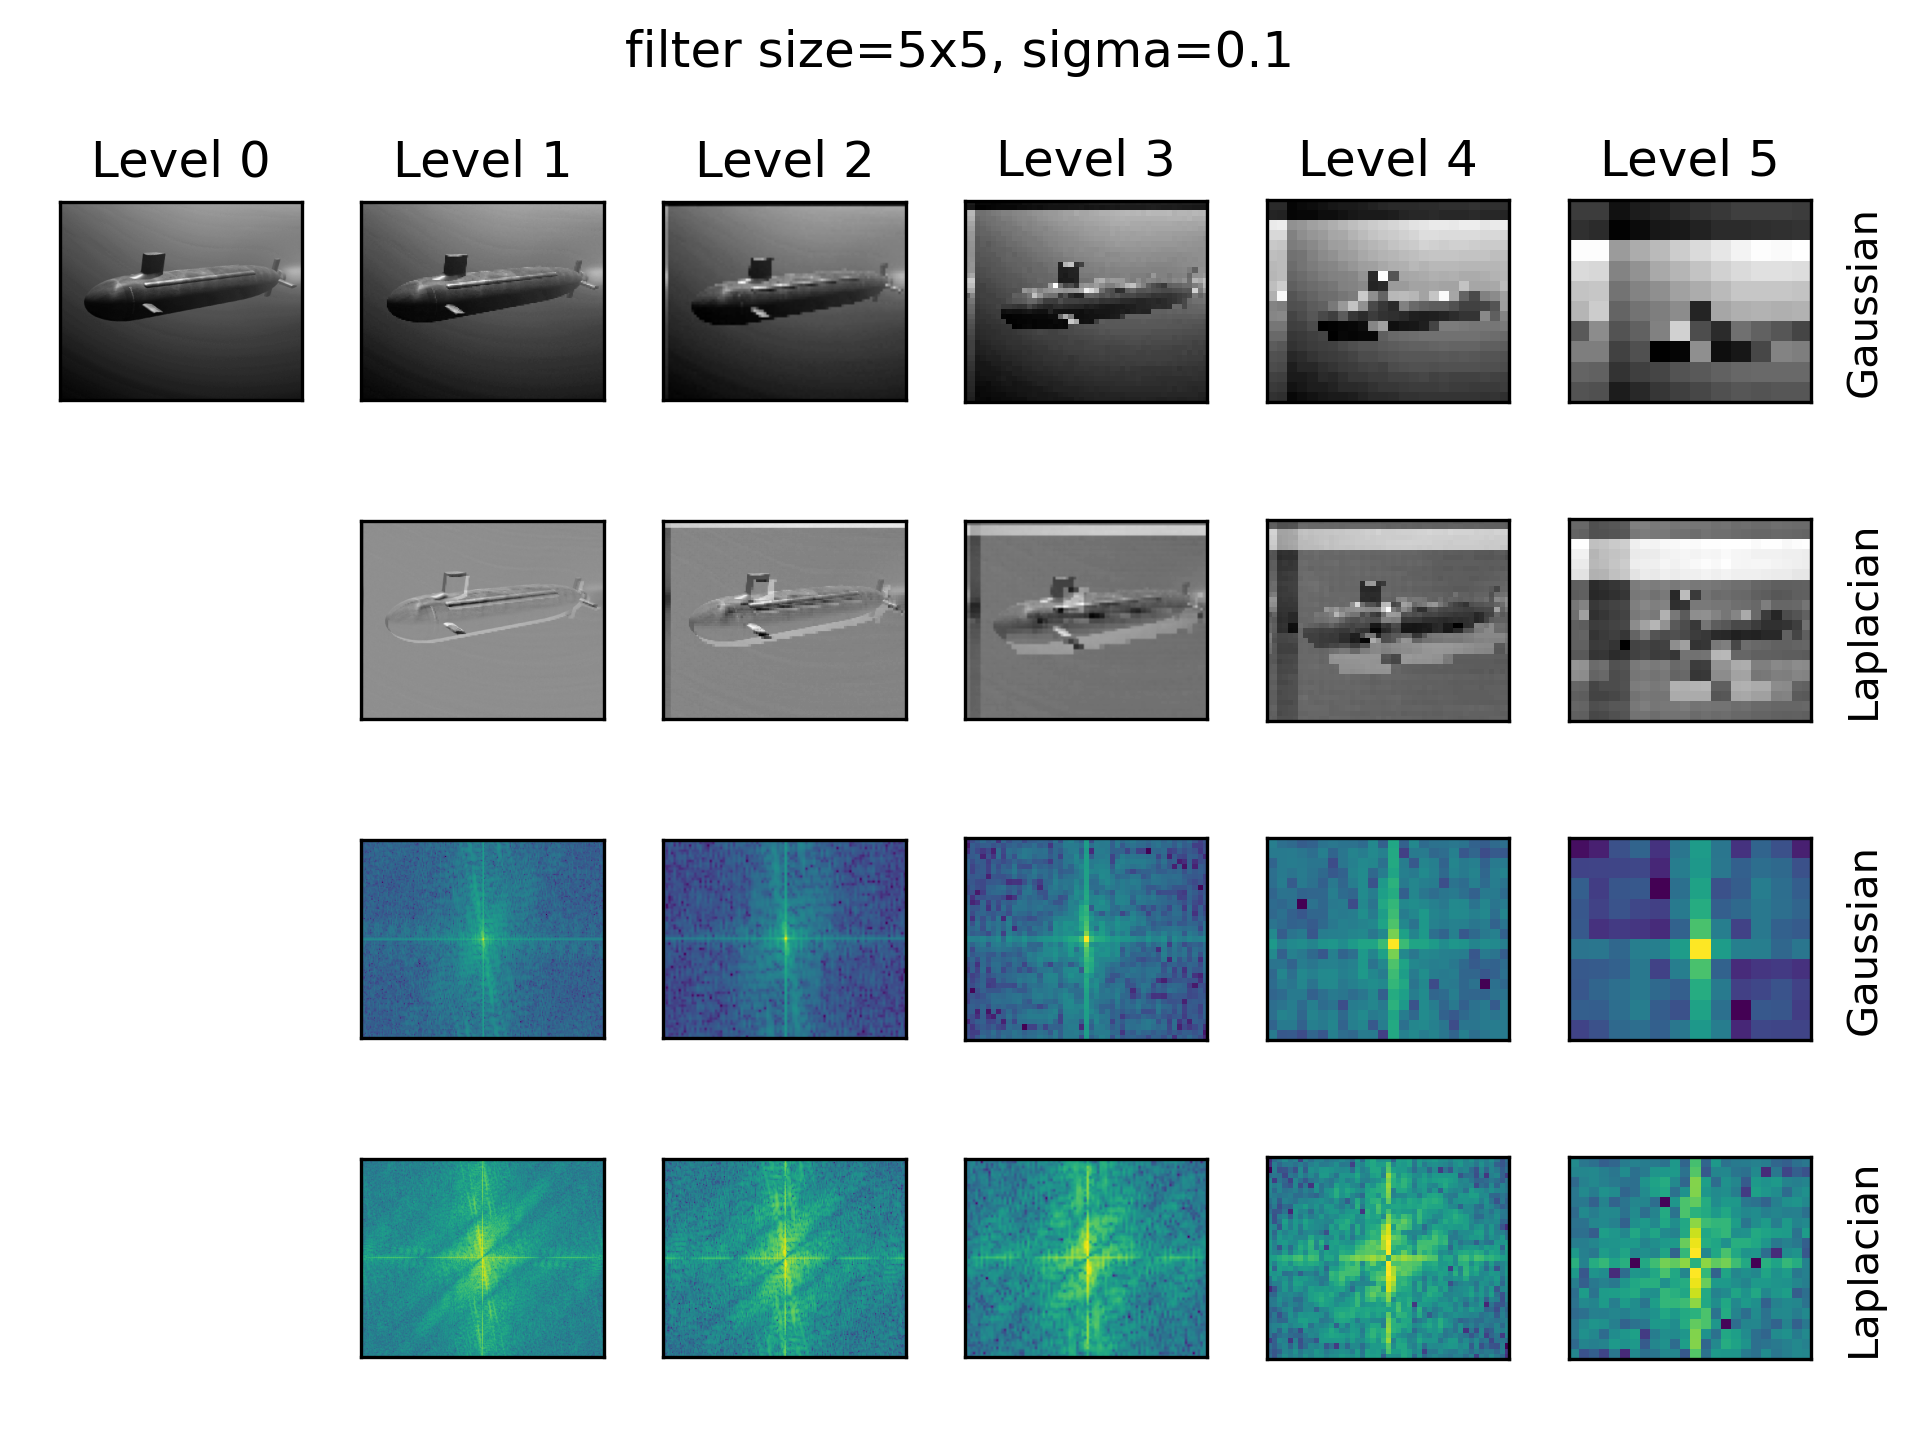 filter size=5x5, sigma=0.1
Level 0
Level 1
Level 2
Level 3
Level 4
Level 5
Gaussian
Laplacian
Gaussian
Laplacian